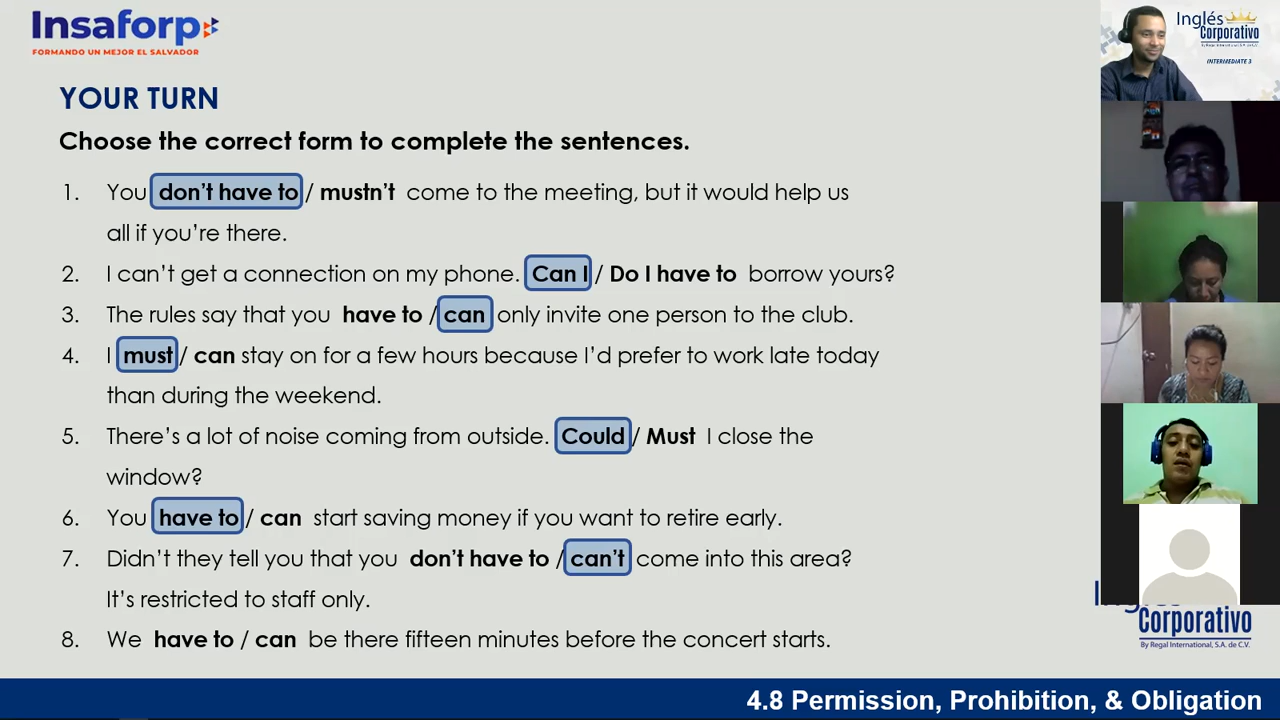 Insaforp
FORMANDO UN MEJOR EL SALVADOR
Inglés
Corporativo
By Regal International, S.A. de C.V.
INTERMEDIATE 3
YOUR TURN
Choose the correct form to complete the sentences.
1. You don't have to / mustn't come to the meeting, but it would help us
all if you're there.
2. I can't get a connection on my phone. Can I / Do I have to borrow yours?
3. The rules say that you have to / can only invite one person to the club.
4. I must / can stay on for a few hours because I'd prefer to work late today
than during the weekend.
5. There's a lot of noise coming from outside. Could / Must I close the
window?
6. You have to / can start saving money if you want to retire early.
7. Didn't they tell you that you don't have to / can't come into this area?
It's restricted to staff only.
8. We have to / can be there fifteen minutes before the concert starts.
Corporativo
By Regal International, S.A. de C.V.
4.8 Permission, Prohibition, & Obligation